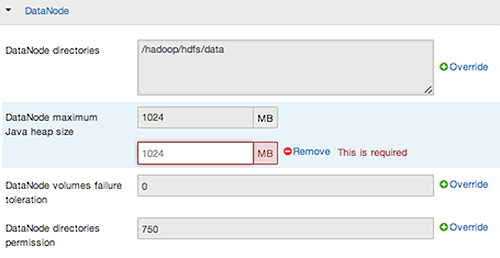 DataNode
DataNode directories /hadoop/hdfs/data Override
DataNode maximum 1024 MB
Java heap size
1024 MB Remove This is required
DataNode volumes failure 0 Override
toleration
DataNode directories 750 Override
permission